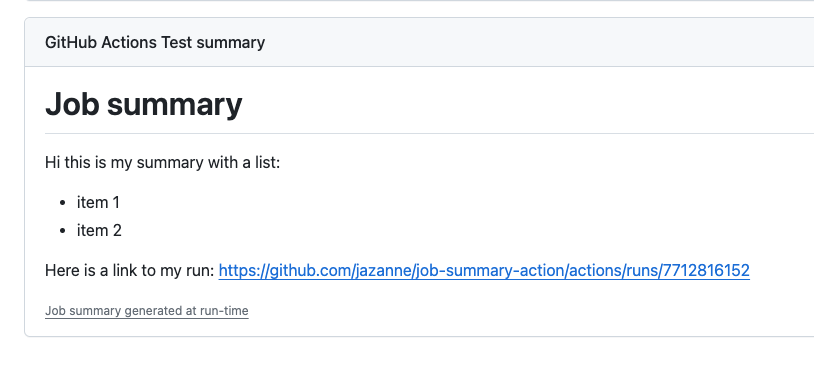 GitHub Actions Test summary
Job summary
Hi this is my summary with a list:
• item 1
• item 2
Here is a link to my run: https://github.com/jazanne/job-summary-action/actions/runs/7712816152
Job summary generated at run-time